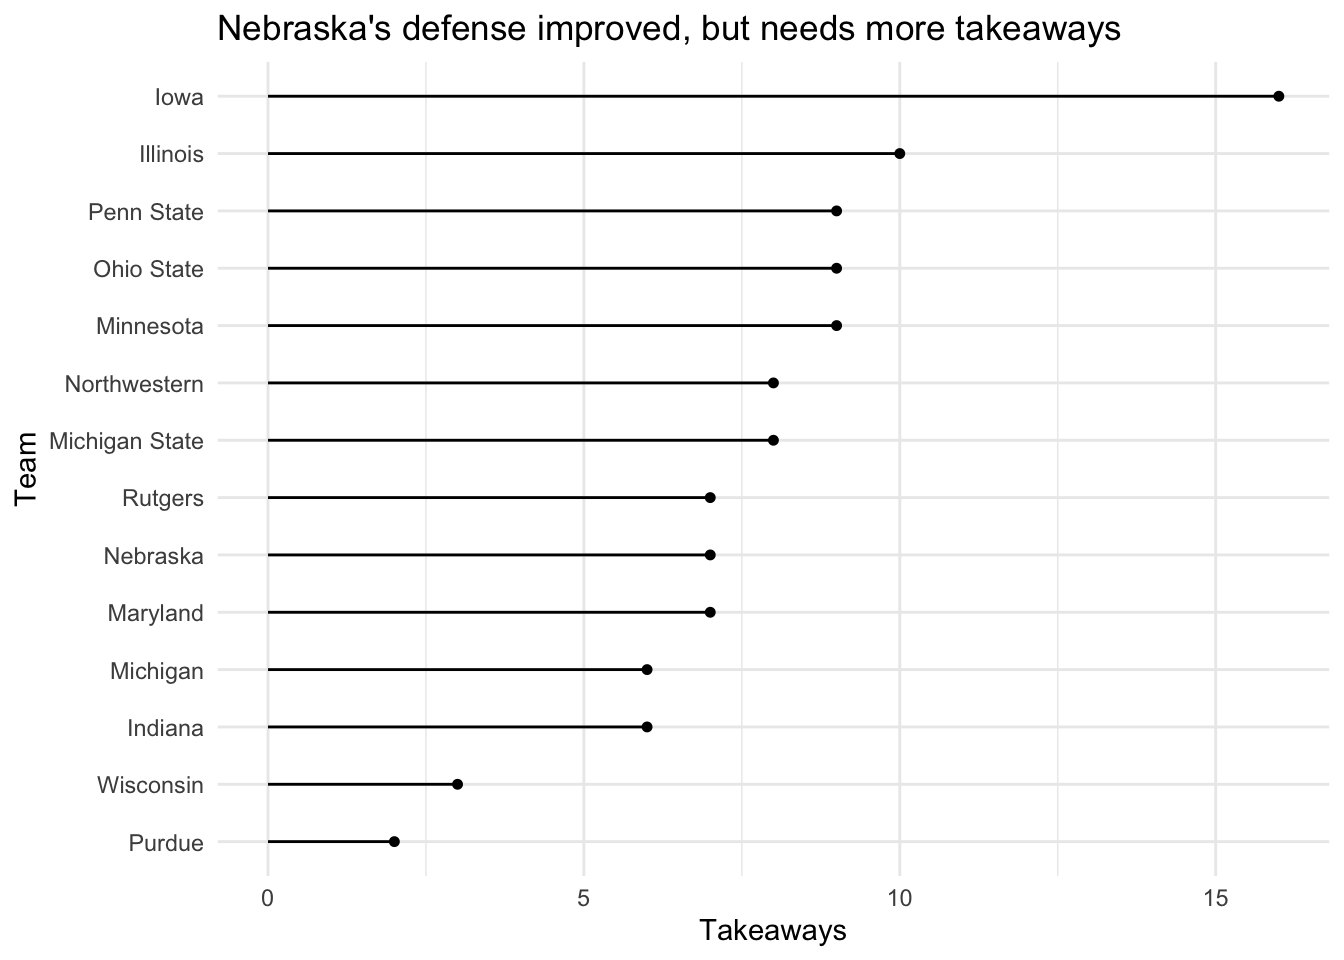 Nebraska's defense improved, but needs more takeaways
Team
Iowa
Illinois
Penn State
Ohio State
Minnesota
Northwestern
Michigan State
Rutgers
Nebraska
Maryland
Michigan
Indiana
Wisconsin
Purdue
0 5 10 15
Takeaways